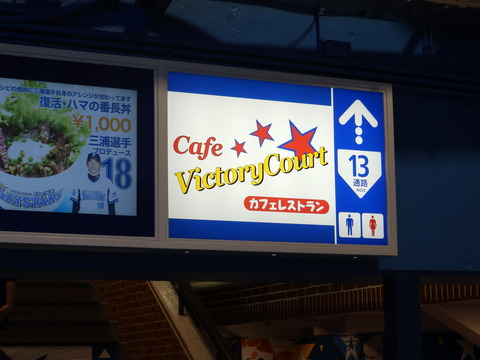 復活・ハマの番長丼
¥1,000
三浦選手
プロデュース
18
Cafe
VictoryCourt
カフェレストラン
13
通路
AISLE